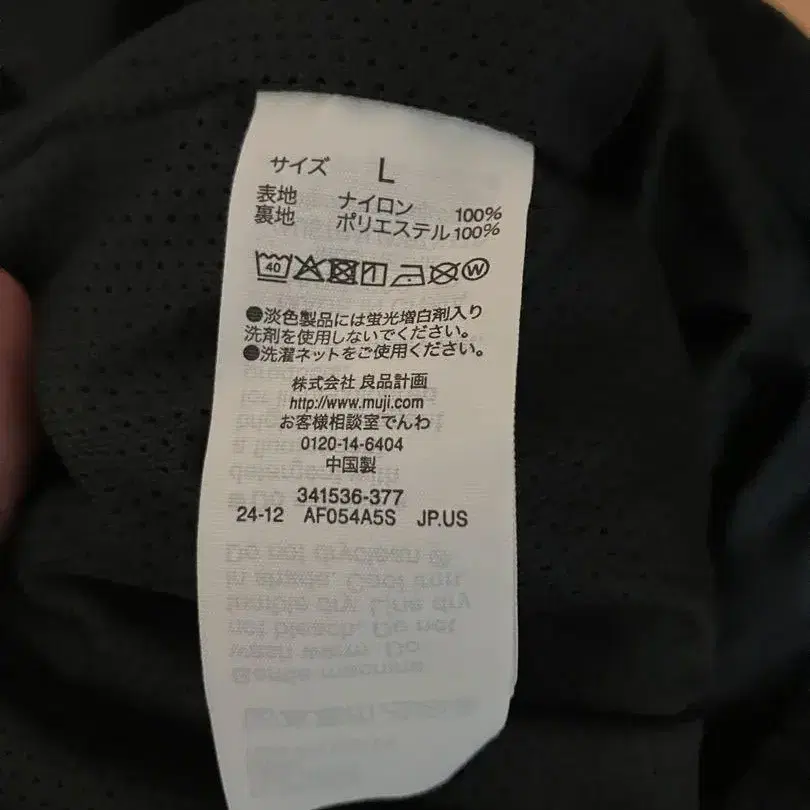 サイズ L
表地 ナイロン 100%
裏地 ポリエステル 100%
40 W
●淡色製品には蛍光増白剤入り
洗剤を使用しないでください。
●洗濯ネットをご使用ください。
株式会社 良品計画
http://www.muji.com
お客様相談室でんわ
0120-14-6404
中国製
341536-377
24-12 AF054A5S JP.US